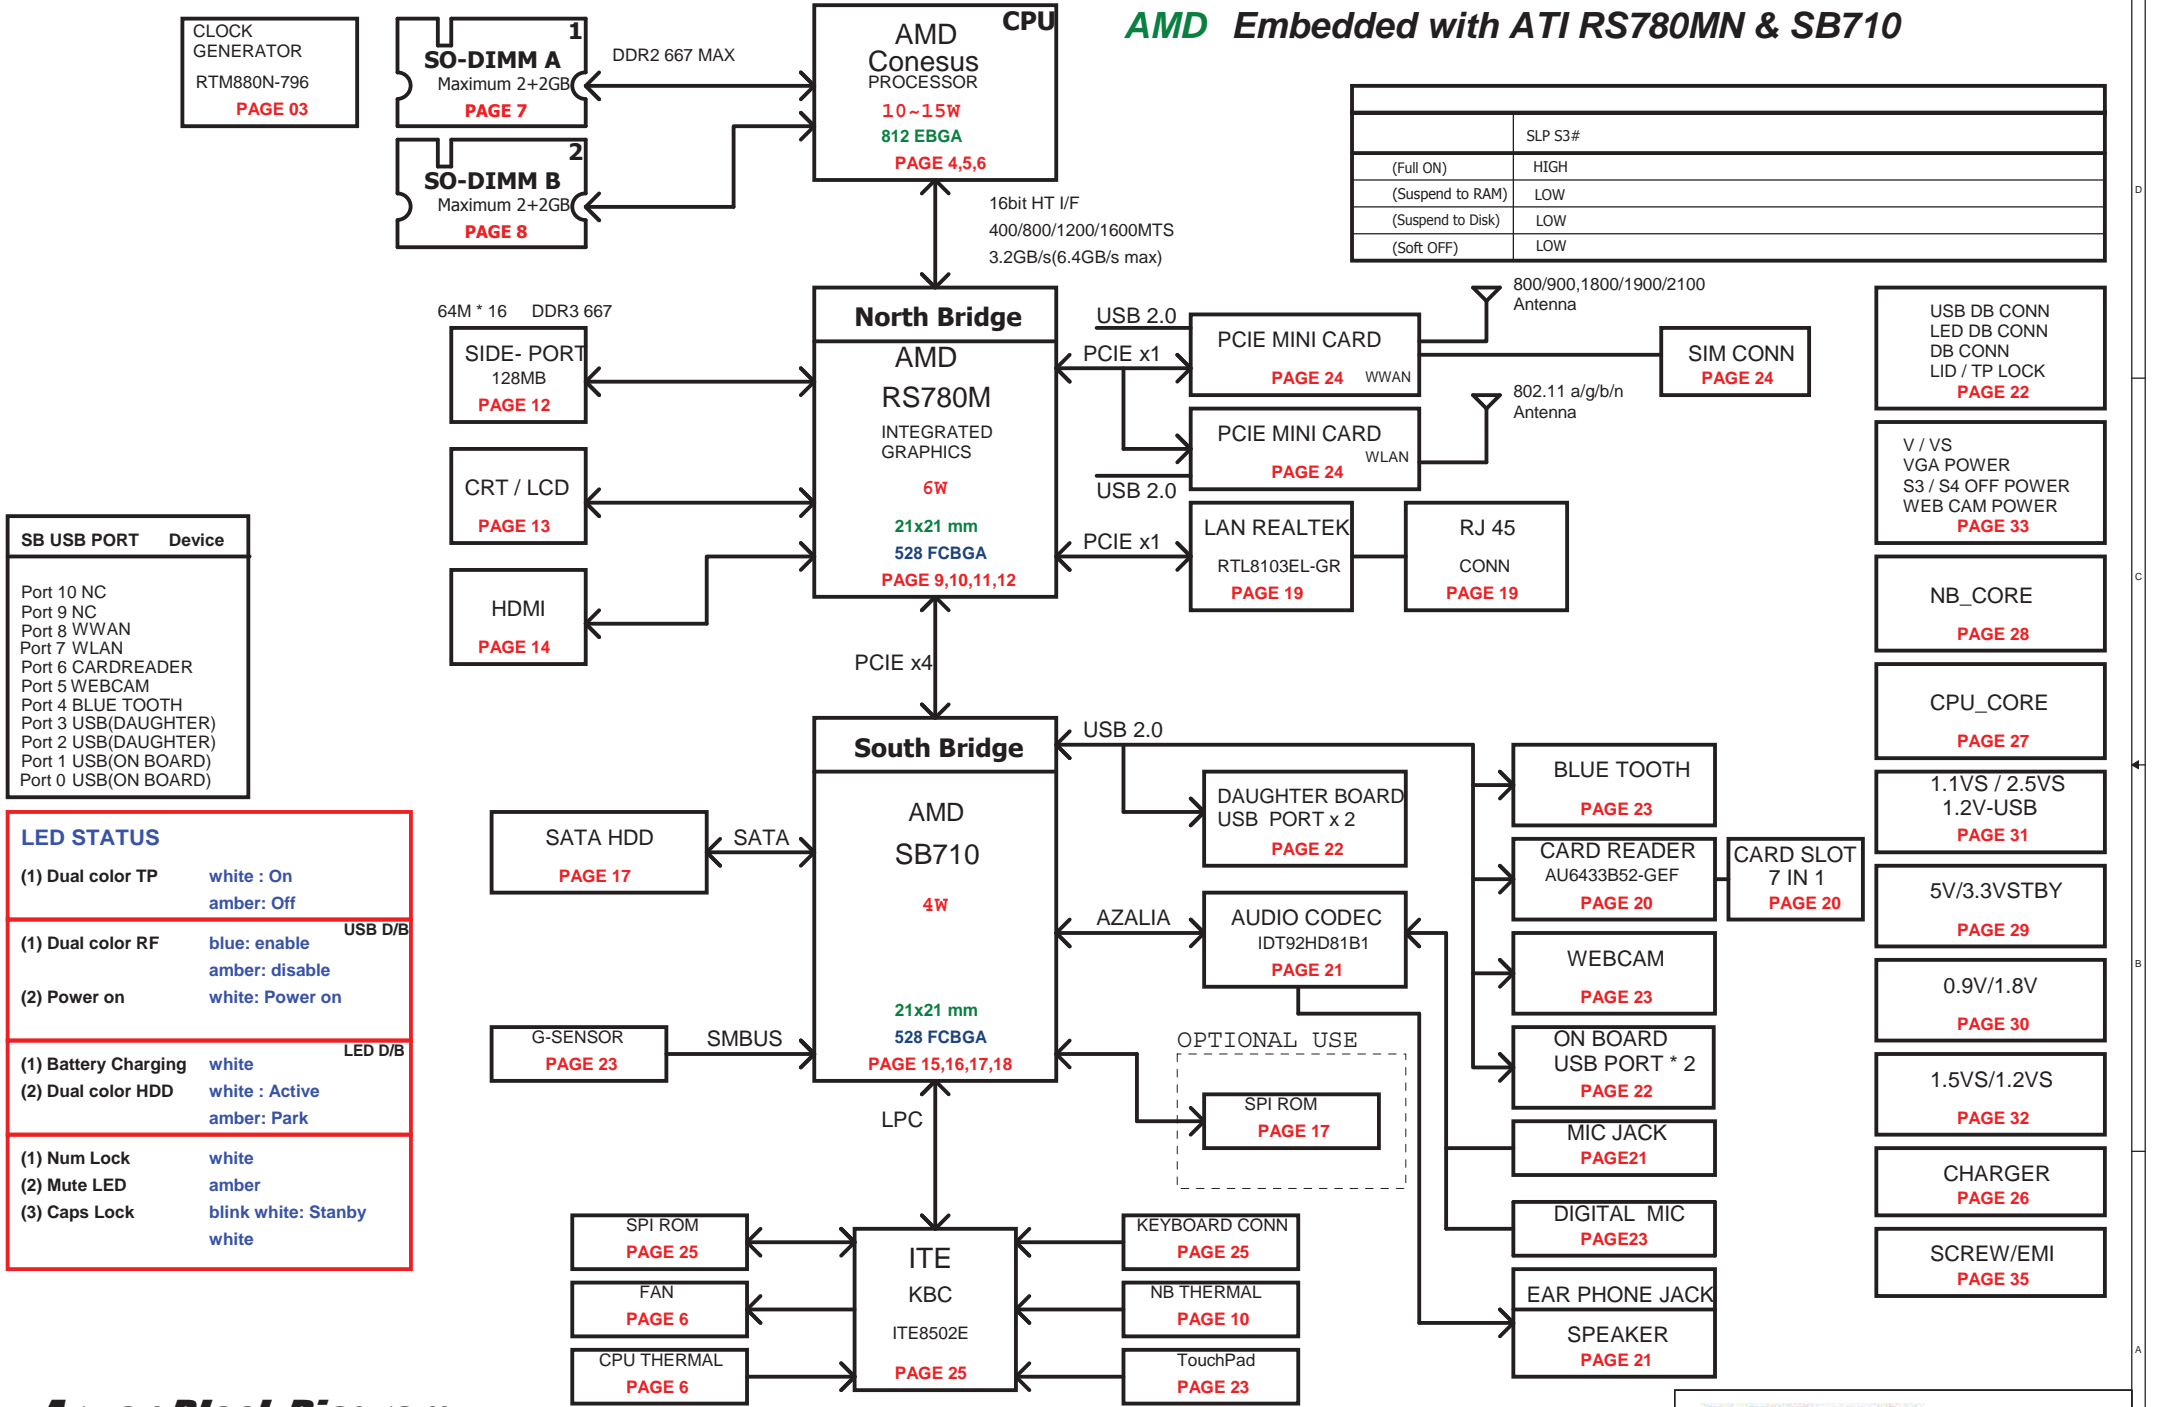 AMD Embedded with ATI RS780MN & SB710
CLOCK
GENERATOR
RTM880N-796
PAGE 03
1
SO-DIMM A
Maximum 2+2GB
PAGE 7
DDR2 667 MAX
2
SO-DIMM B
Maximum 2+2GB
PAGE 8
CPU
AMD
Conesus
PROCESSOR
10~15W
812 EBGA
PAGE 4,5,6
16bit HT I/F
400/800/1200/1600MTS
3.2GB/s(6.4GB/s max)
SLP S3#
(Full ON) HIGH
(Suspend to RAM) LOW
(Suspend to Disk) LOW
(Soft OFF) LOW
64M * 16 DDR3 667
SIDE- PORT
128MB
PAGE 12
CRT / LCD
PAGE 13
HDMI
PAGE 14
North Bridge
AMD
RS780M
INTEGRATED
GRAPHICS
6W
21x21 mm
528 FCBGA
PAGE 9,10,11,12
USB 2.0
PCIE x1
PCIE MINI CARD
PAGE 24 WWAN
800/900,1800/1900/2100
Antenna
SIM CONN
PAGE 24
PCIE MINI CARD
WLAN
PAGE 24
USB 2.0
802.11 a/g/b/n
Antenna
PCIE x1
LAN REALTEK
RTL8103EL-GR
PAGE 19
RJ 45
CONN
PAGE 19
PCIE x4
SB USB PORT Device
Port 10 NC
Port 9 NC
Port 8 WWAN
Port 7 WLAN
Port 6 CARDREADER
Port 5 WEBCAM
Port 4 BLUE TOOTH
Port 3 USB(DAUGHTER)
Port 2 USB(DAUGHTER)
Port 1 USB(ON BOARD)
Port 0 USB(ON BOARD)
LED STATUS
(1) Dual color TP white : On
amber: Off
USB D/B
(1) Dual color RF blue: enable
amber: disable
(2) Power on white: Power on
LED D/B
(1) Battery Charging white
(2) Dual color HDD white : Active
amber: Park
(1) Num Lock white
(2) Mute LED amber
(3) Caps Lock blink white: Stanby
white
South Bridge
AMD
SB710
4W
21x21 mm
528 FCBGA
PAGE 15,16,17,18
SATA HDD
PAGE 17
SATA
G-SENSOR
PAGE 23
SMBUS
LPC
USB 2.0
DAUGHTER BOARD
USB PORT x 2
PAGE 22
AZALIA
AUDIO CODEC
IDT92HD81B1
PAGE 21
OPTIONAL USE
SPI ROM
PAGE 17
BLUE TOOTH
PAGE 23
CARD READER
AU6433B52-GEF
PAGE 20
CARD SLOT
7 IN 1
PAGE 20
WEBCAM
PAGE 23
ON BOARD
USB PORT * 2
PAGE 22
MIC JACK
PAGE21
DIGITAL MIC
PAGE23
EAR PHONE JACK
SPEAKER
PAGE 21
SPI ROM
PAGE 25
FAN
PAGE 6
CPU THERMAL
PAGE 6
ITE
KBC
ITE8502E
PAGE 25
KEYBOARD CONN
PAGE 25
NB THERMAL
PAGE 10
TouchPad
PAGE 23
USB DB CONN
LED DB CONN
DB CONN
LID / TP LOCK
PAGE 22
V / VS
VGA POWER
S3 / S4 OFF POWER
WEB CAM POWER
PAGE 33
NB_CORE
PAGE 28
CPU_CORE
PAGE 27
1.1VS / 2.5VS
1.2V-USB
PAGE 31
5V/3.3VSTBY
PAGE 29
0.9V/1.8V
PAGE 30
1.5VS/1.2VS
PAGE 32
CHARGER
PAGE 26
SCREW/EMI
PAGE 35
D
C
B
A
Block Diagram